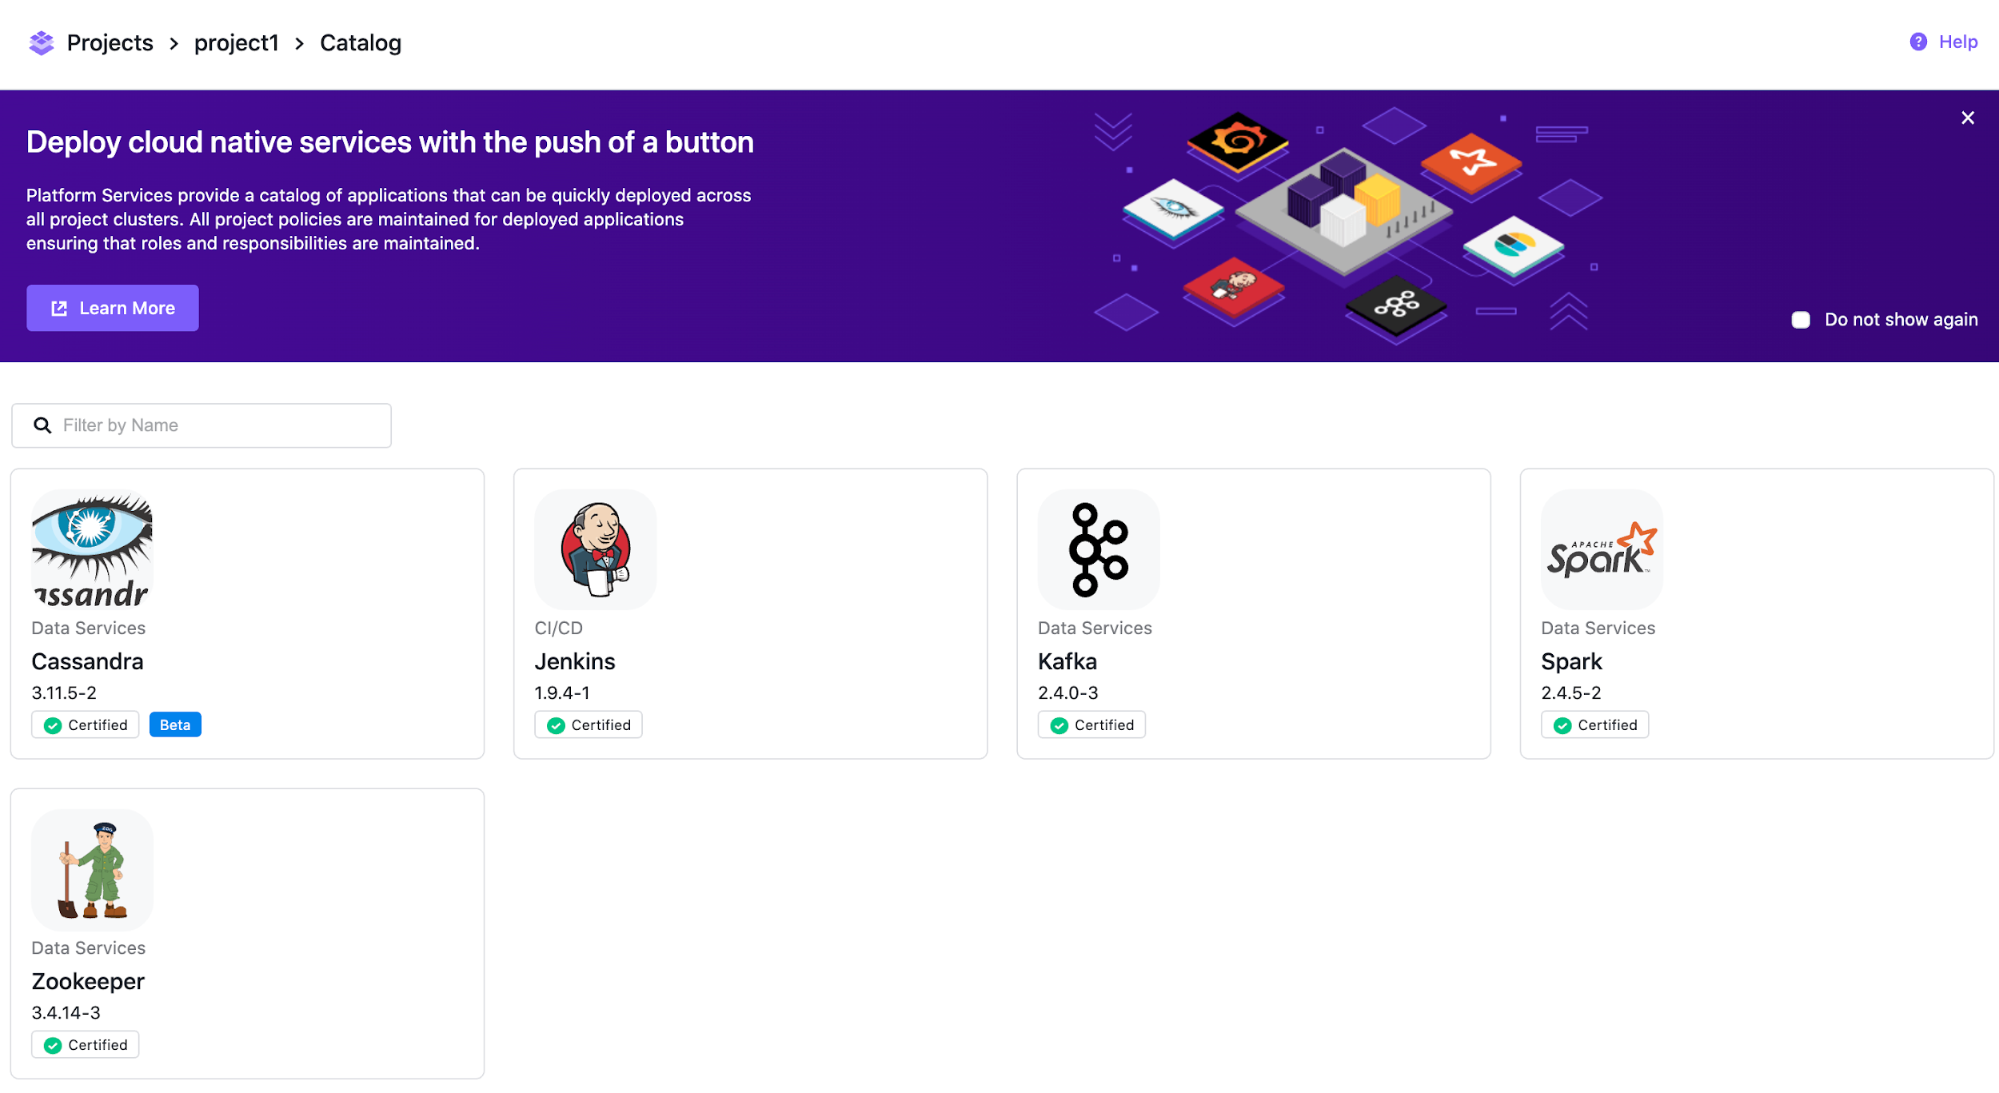 Projects > project1 > Catalog
Help
Deploy cloud native services with the push of a button
Platform Services provide a catalog of applications that can be quickly deployed across
all project clusters. All project policies are maintained for deployed applications
ensuring that roles and responsibilities are maintained.
Learn More
Do not show again
Filter by Name
assandr
Data Services
Cassandra
3.11.5-2
Certified
Beta
CI/CD
Jenkins
1.9.4-1
Certified
Data Services
Kafka
2.4.0-3
Certified
APACHE
Spark
Data Services
Spark
2.4.5-2
Certified
Data Services
Zookeeper
3.4.14-3
Certified